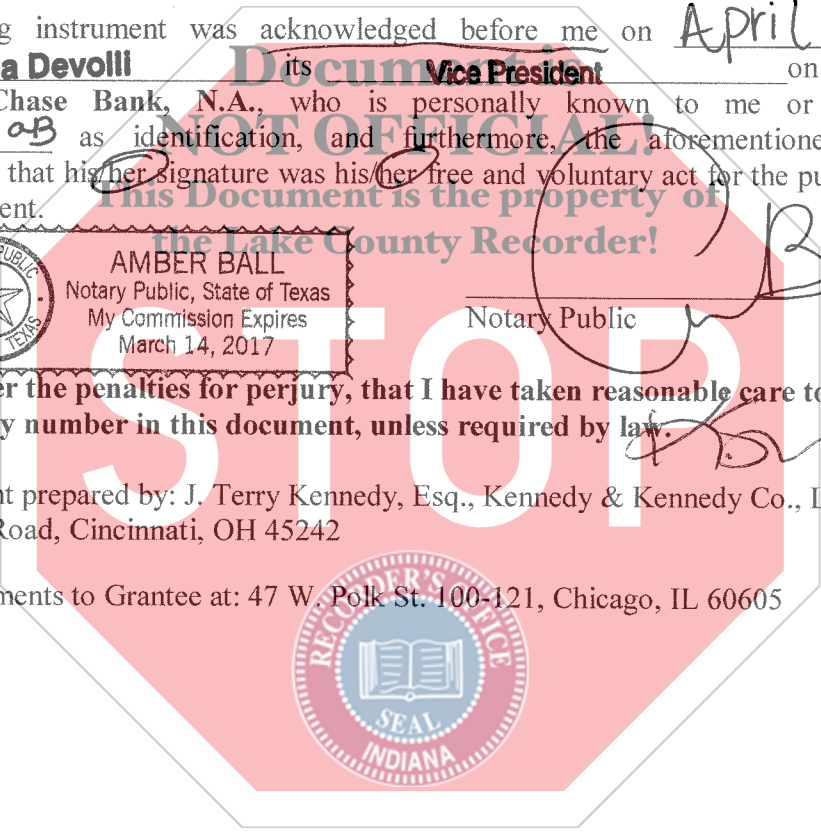 g instrument was acknowledged before me on April
a Devolli its Vice President on
Chase Bank, N.A., who is personally known to me or
aB as identification, and furthermore, the aforementione
that his/her signature was his/her free and voluntary act for the pu
ent.
Document is
NOT OFFICIAL!
This Document is the property of
the Lake County Recorder!
PUBLIC
TEXAS
AMBER BALL
Notary Public, State of Texas
My Commission Expires
March 14, 2017
Notary Public
STOP
er the penalties for perjury, that I have taken reasonable care to
y number in this document, unless required by law.
nt prepared by: J. Terry Kennedy, Esq., Kennedy & Kennedy Co., L
Road, Cincinnati, OH 45242
ments to Grantee at: 47 W. Polk St. 100-121, Chicago, IL 60605
RECORDER'S OFFICE
SEAL
INDIANA